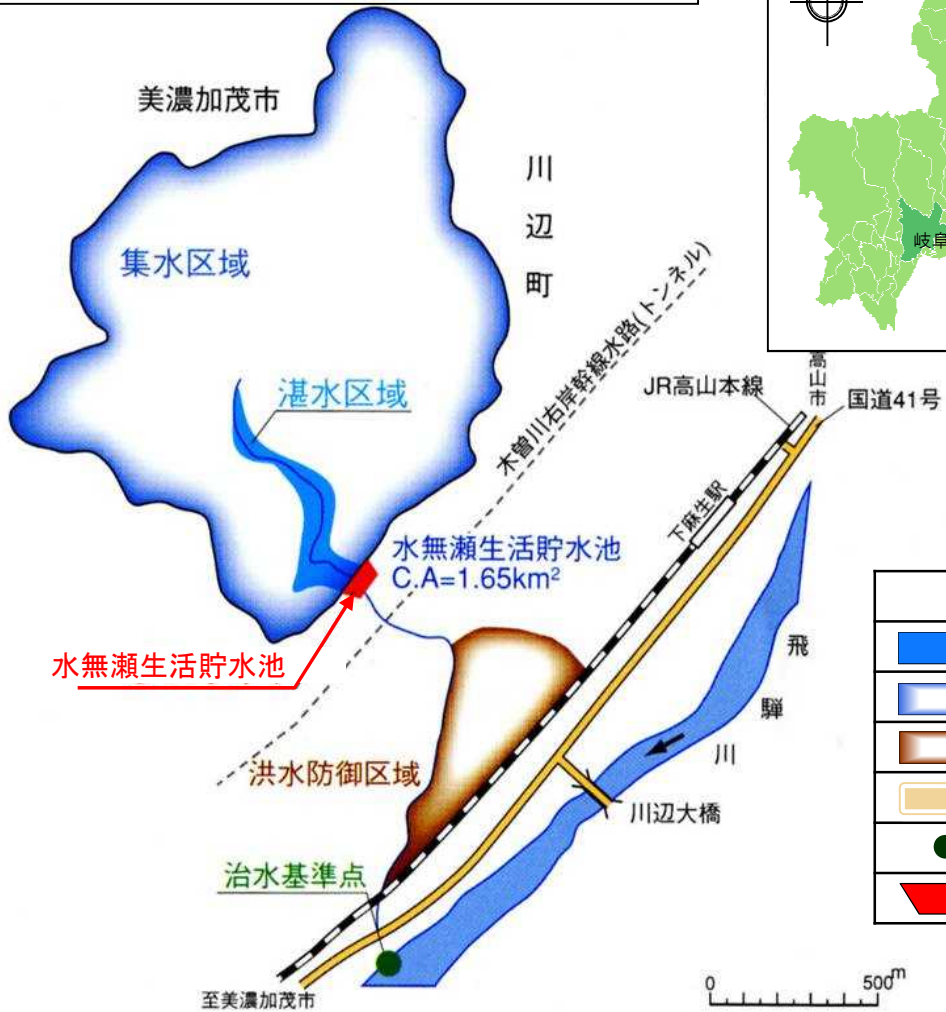 美濃加茂市
川辺町
岐阜
集水区域
木曽川右岸幹線水路(トンネル)
高山市
JR高山本線
国道41号
湛水区域
下麻生駅
水無瀬生活貯水池
C.A=1.65km²
水無瀬生活貯水池
飛騨川
洪水防御区域
川辺大橋
治水基準点
至美濃加茂市
0 500m